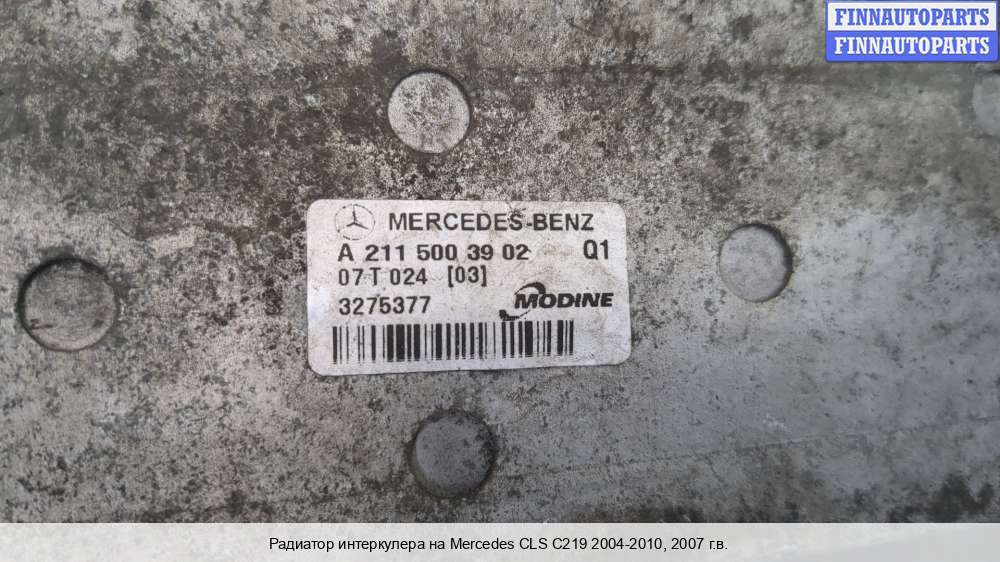 FINNAUTOPARTS
FINNAUTOPARTS
MERCEDES-BENZ
A 211 500 39 02 Q1
07 T 024 [03]
3275377 MODINE
Радиатор интеркулера на Mercedes CLS C219 2004-2010, 2007 г.в.